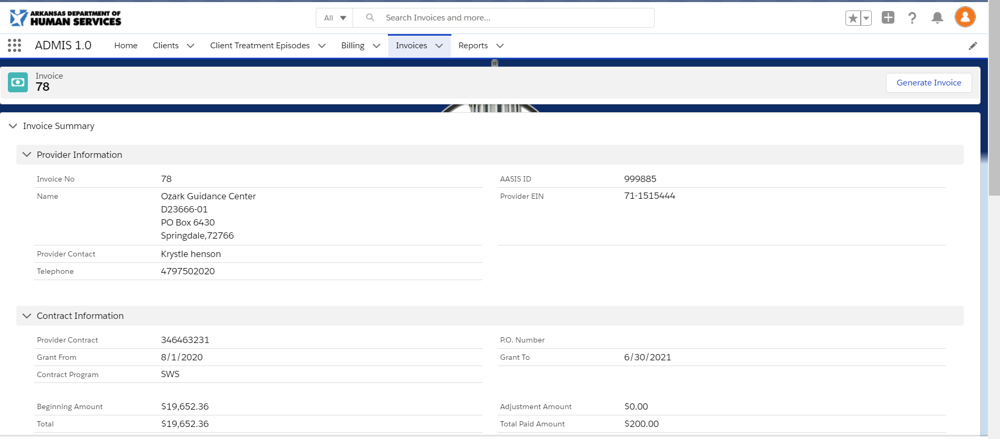 ARKANSAS DEPARTMENT OF
HUMAN SERVICES
All
Search Invoices and more...
ADMIS 1.0
Home
Clients
Client Treatment Episodes
Billing
Invoices
Reports
Invoice
78
Generate Invoice
Invoice Summary
Provider Information
Invoice No 78
AASIS ID 999885
Name Ozark Guidance Center
D23666-01
PO Box 6430
Springdale,72766
Provider EIN 71-1515444
Provider Contact Krystle henson
Telephone 4797502020
Contract Information
Provider Contract 346463231
P.O. Number
Grant From 8/1/2020
Grant To 6/30/2021
Contract Program SWS
Beginning Amount $19,652.36
Adjustment Amount $0.00
Total $19,652.36
Total Paid Amount $200.00